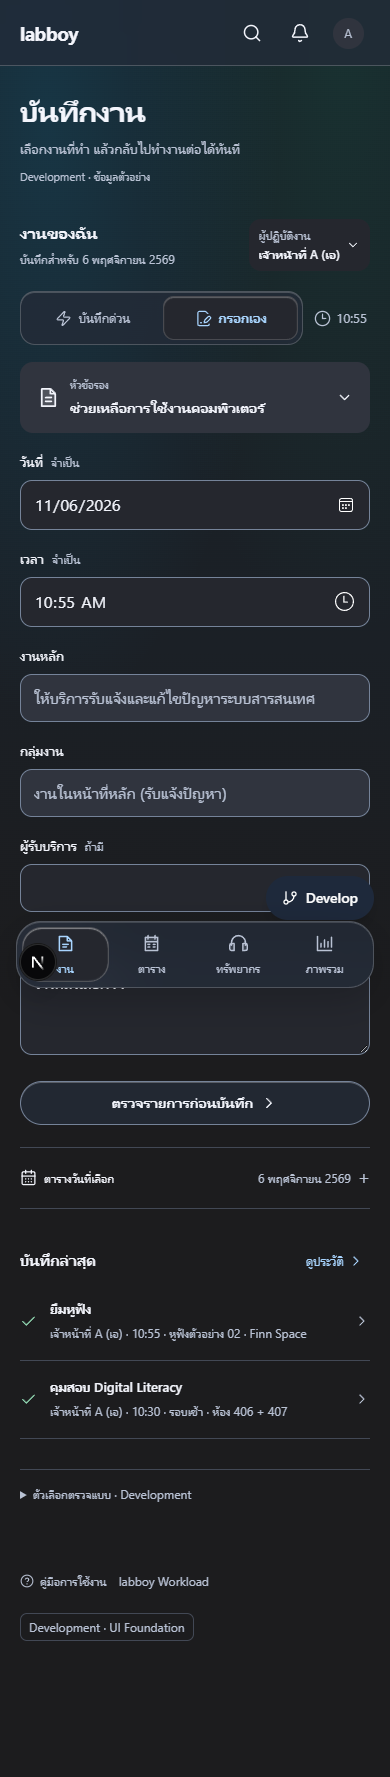 labboy
A
บันทึกงาน
เลือกงานที่ทำ แล้วกลับไปทำงานต่อได้ทันที
Development · ข้อมูลตัวอย่าง
งานของฉัน
บันทึกสำหรับ 6 พฤศจิกายน 2569
ผู้ปฏิบัติงาน
เจ้าหน้าที่ A (เอ)
บันทึกด่วน
กรอกเอง
10:55
หัวข้อรอง
ช่วยเหลือการใช้งานคอมพิวเตอร์
วันที่ จำเป็น
11/06/2026
เวลา จำเป็น
10:55 AM
งานหลัก
ให้บริการรับแจ้งและแก้ไขปัญหาระบบสารสนเทศ
กลุ่มงาน
งานในหน้าที่หลัก (รับแจ้งปัญหา)
ผู้รับบริการ ถ้ามี
Develop
N
งาน
ตาราง
ทรัพยากร
ภาพรวม
ตรวจรายการก่อนบันทึก
ตารางวันที่เลือก
6 พฤศจิกายน 2569 +
บันทึกล่าสุด
ดูประวัติ
ยืมหูฟัง
เจ้าหน้าที่ A (เอ) · 10:55 · หูฟังตัวอย่าง 02 · Finn Space
คุมสอบ Digital Literacy
เจ้าหน้าที่ A (เอ) · 10:30 · รอบเช้า · ห้อง 406 + 407
ตัวเลือกตรวจแบบ · Development
คู่มือการใช้งาน labboy Workload
Development · UI Foundation